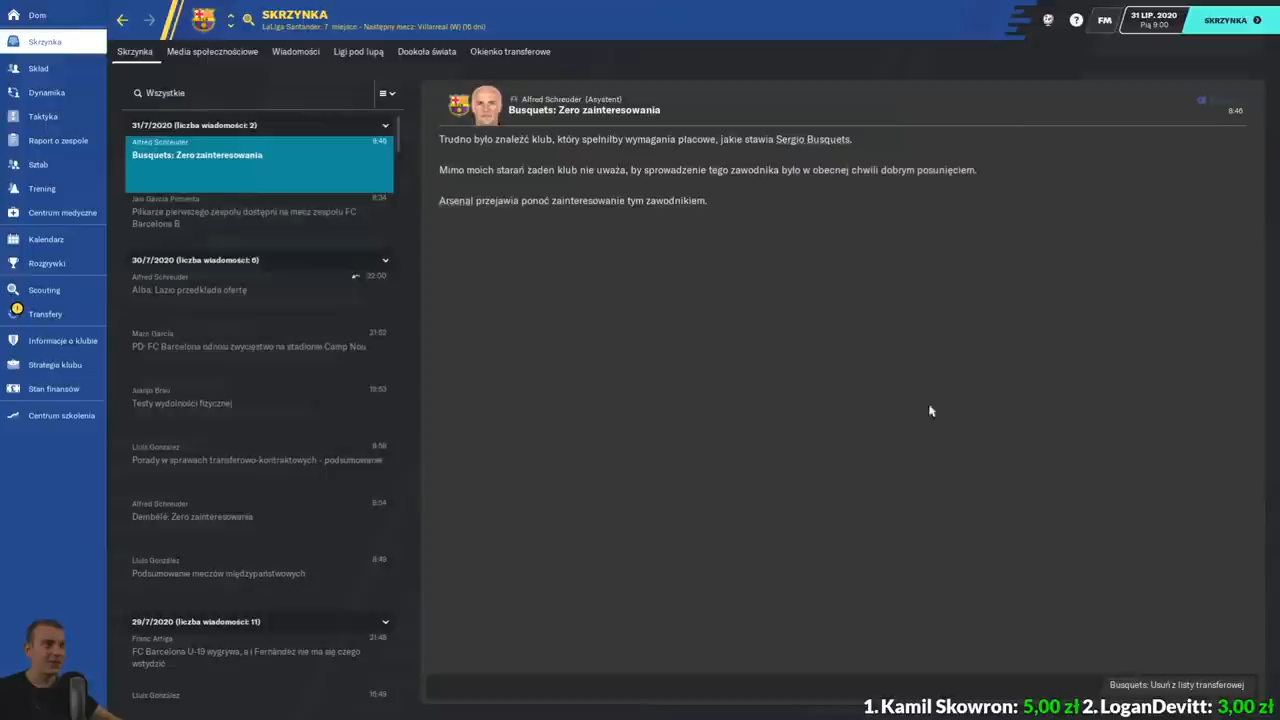 Dom
SKRZYNKA
LaLiga Santander: 7. miejsce - Następny mecz: Villarreal (W) (16 dni)
FM
31 LIP. 2020
Pią 9:00
SKRZYNKA
Skrzynka
Skład
Dynamika
Taktyka
Raport o zespole
Sztab
Trening
Centrum medyczne
Kalendarz
Rozgrywki
Scouting
Transfery
Informacje o klubie
Strategia klubu
Stan finansów
Centrum szkolenia
Skrzynka
Media społecznościowe
Wiadomości
Ligi pod lupą
Dookoła świata
Okienko transferowe
Wszystkie
31/7/2020 (liczba wiadomości: 2)
Alfred Schreuder 8:46
Busquets: Zero zainteresowania
Javi García Pimienta 8:34
Piłkarze pierwszego zespołu dostępni na mecz zespołu FC
Barcelona B
30/7/2020 (liczba wiadomości: 6)
Alfred Schreuder 22:00
Alba: Lazio przedkłada ofertę
Marc García 21:52
PD: FC Barcelona odnosi zwycięstwo na stadionie Camp Nou
Juanjo Brau 19:53
Testy wydolności fizycznej
Lluís González 8:58
Porady w sprawach transferowo-kontraktowych - podsumowanie
Alfred Schreuder 8:54
Dembélé: Zero zainteresowania
Lluís González 8:49
Podsumowanie meczów międzypaństwowych
29/7/2020 (liczba wiadomości: 11)
Franc Artiga 21:48
FC Barcelona U-19 wygrywa, a i Fernández nie ma się czego
wstydzić
Lluís González 16:49
Alfred Schreuder (Asystent)
Busquets: Zero zainteresowania
8:46
Trudno było znaleźć klub, który spełniłby wymagania płacowe, jakie stawia Sergio Busquets.
Mimo moich starań żaden klub nie uważa, by sprowadzenie tego zawodnika było w obecnej chwili dobrym posunięciem.
Arsenal przejawia ponoć zainteresowanie tym zawodnikiem.
Busquets: Usuń z listy transferowej
1. Kamil Skowron: 5,00 zł 2. LoganDevitt: 3,00 zł